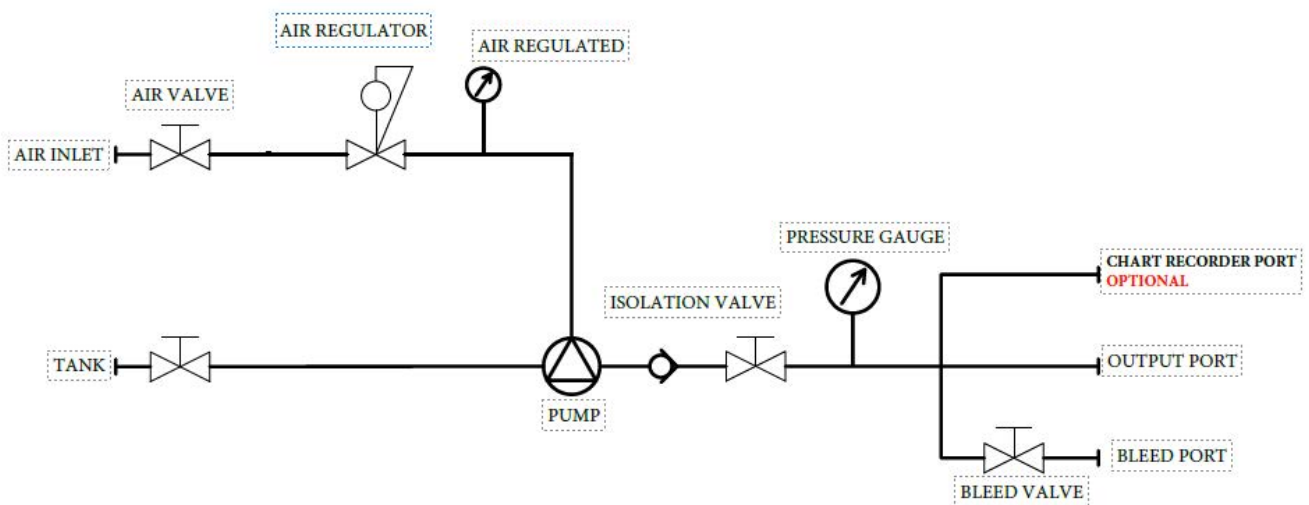 AIR REGULATOR
AIR REGULATED
AIR VALVE
AIR INLET
PRESSURE GAUGE
CHART RECORDER PORT
OPTIONAL
ISOLATION VALVE
TANK
OUTPUT PORT
PUMP
BLEED PORT
BLEED VALVE